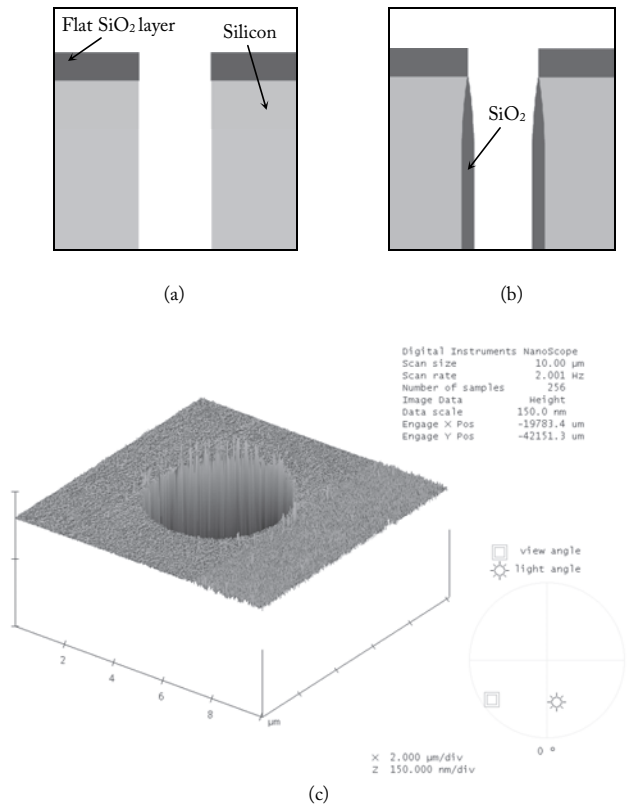 Flat SiO₂ layer
Silicon
SiO₂
(a)
(b)
Digital Instruments NanoScope
Scan size 10.00 µm
Scan rate 2.001 Hz
Number of samples 256
Image Data Height
Data scale 150.0 nm
Engage X Pos -19783.4 um
Engage Y Pos -42151.3 um
view angle
light angle
2
4
6
8
µm
0 °
X 2.000 µm/div
Z 150.000 nm/div
(c)